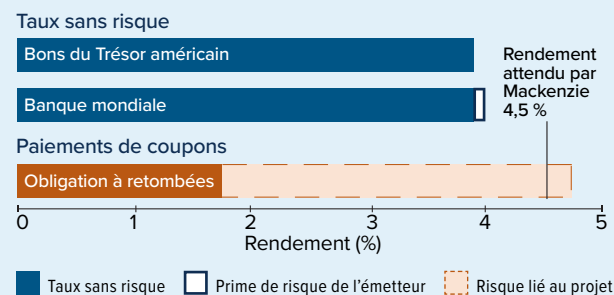 Taux sans risque
Bons du Trésor américain
Banque mondiale
Rendement
attendu par
Mackenzie
4,5 %
Paiements de coupons
Obligation à retombées
0 1 2 3 4 5
Rendement (%)
Taux sans risque Prime de risque de l'émetteur Risque lié au projet